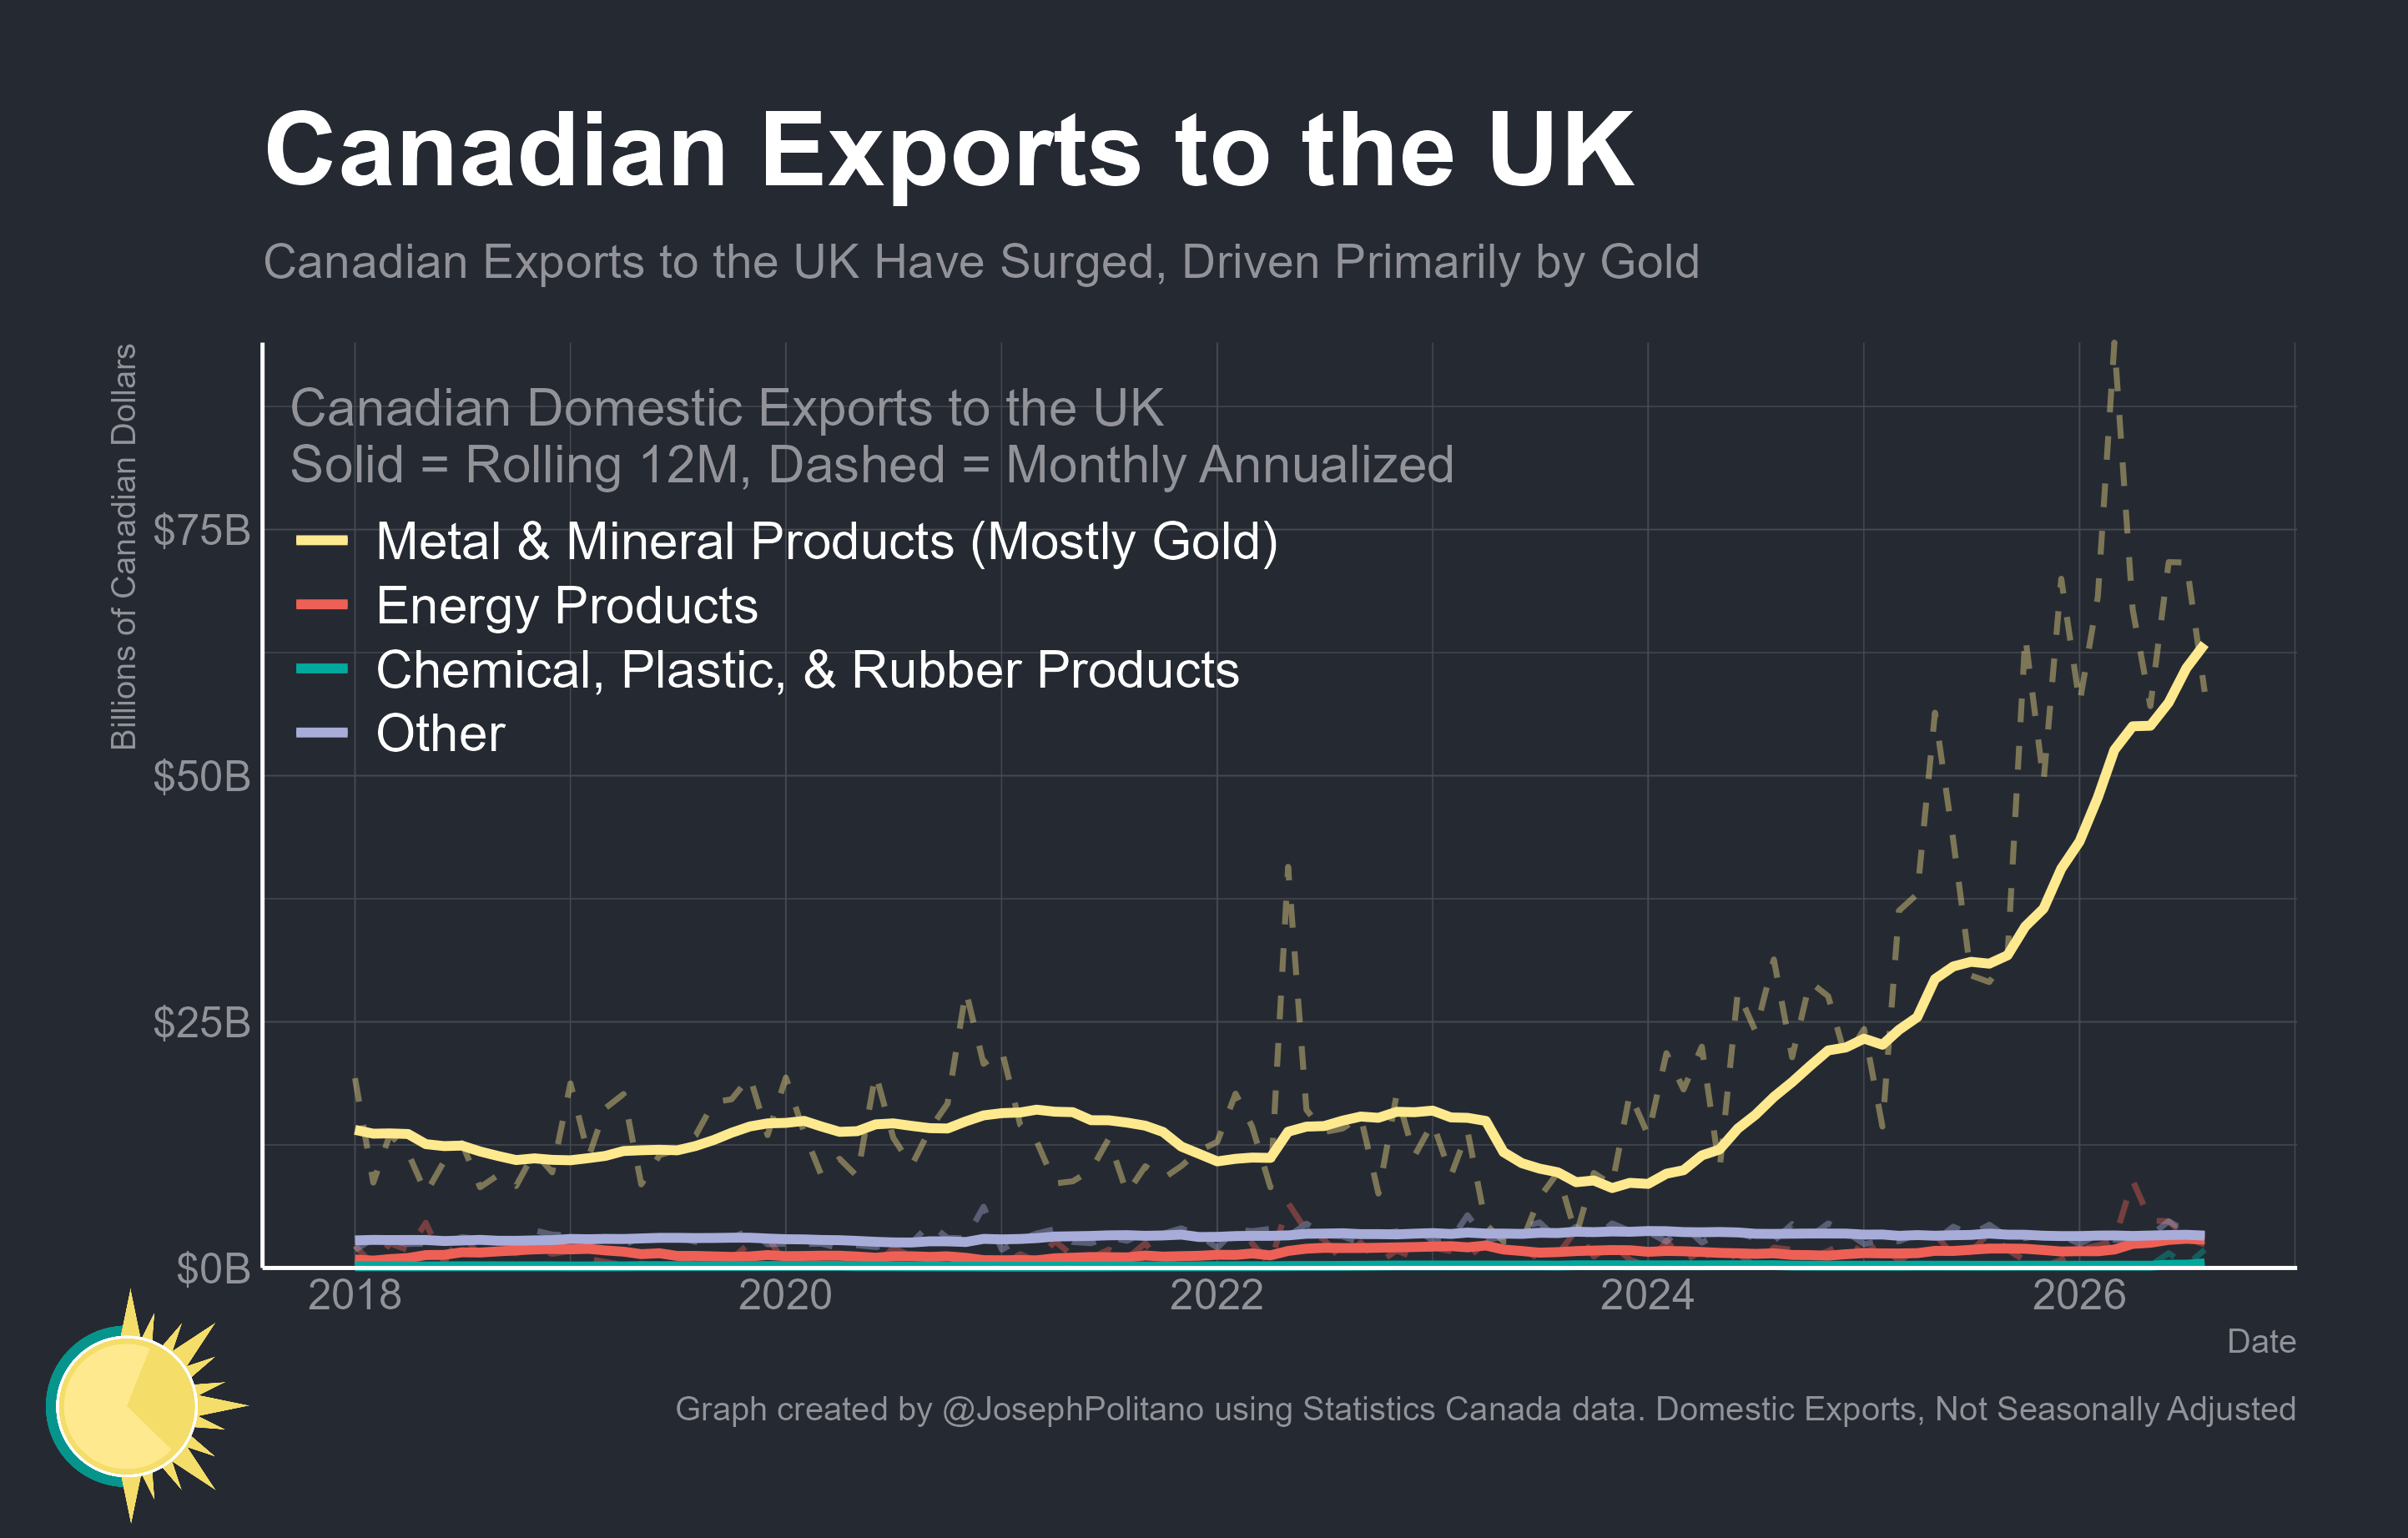 Canadian Exports to the UK
Canadian Exports to the UK Have Surged, Driven Primarily by Gold
Billions of Canadian Dollars
Canadian Domestic Exports to the UK
Solid = Rolling 12M, Dashed = Monthly Annualized
Metal & Mineral Products (Mostly Gold)
Energy Products
Chemical, Plastic, & Rubber Products
Other
$75B
$50B
$25B
$0B
2018 2020 2022 2024 2026
Date
Graph created by @JosephPolitano using Statistics Canada data. Domestic Exports, Not Seasonally Adjusted